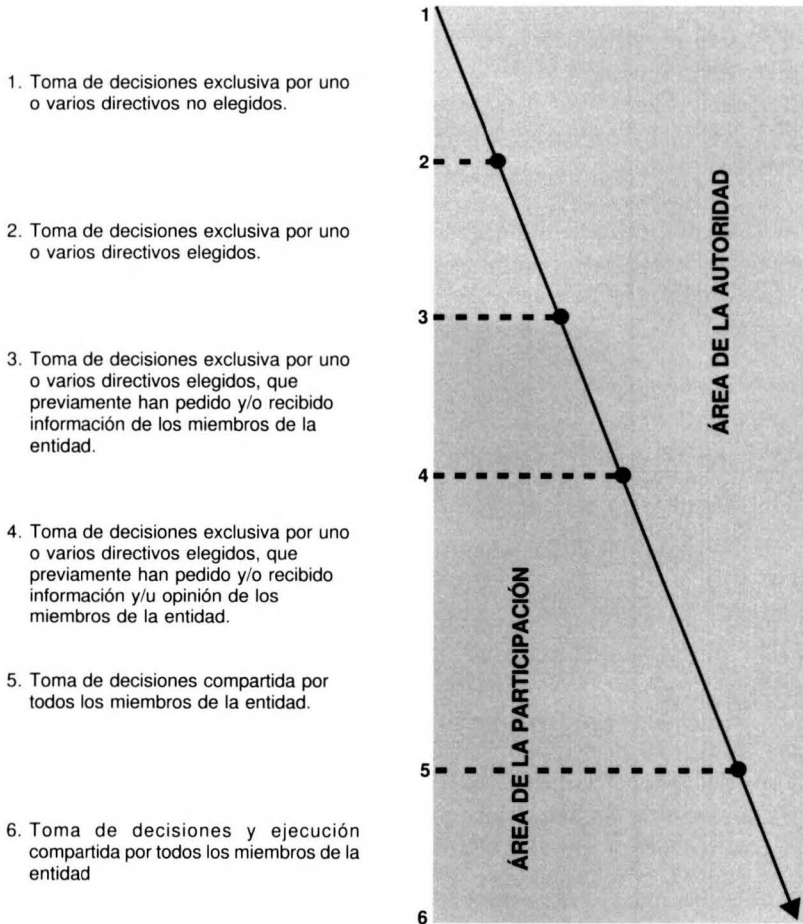 1. Toma de decisiones exclusiva por uno
o varios directivos no elegidos.
2. Toma de decisiones exclusiva por uno
o varios directivos elegidos.
3. Toma de decisiones exclusiva por uno
o varios directivos elegidos, que
previamente han pedido y/o recibido
información de los miembros de la
entidad.
4. Toma de decisiones exclusiva por uno
o varios directivos elegidos, que
previamente han pedido y/o recibido
información y/u opinión de los
miembros de la entidad.
5. Toma de decisiones compartida por
todos los miembros de la entidad.
6. Toma de decisiones y ejecución
compartida por todos los miembros de la
entidad
1
2
3
4
5
6
ÁREA DE LA AUTORIDAD
ÁREA DE LA PARTICIPACIÓN